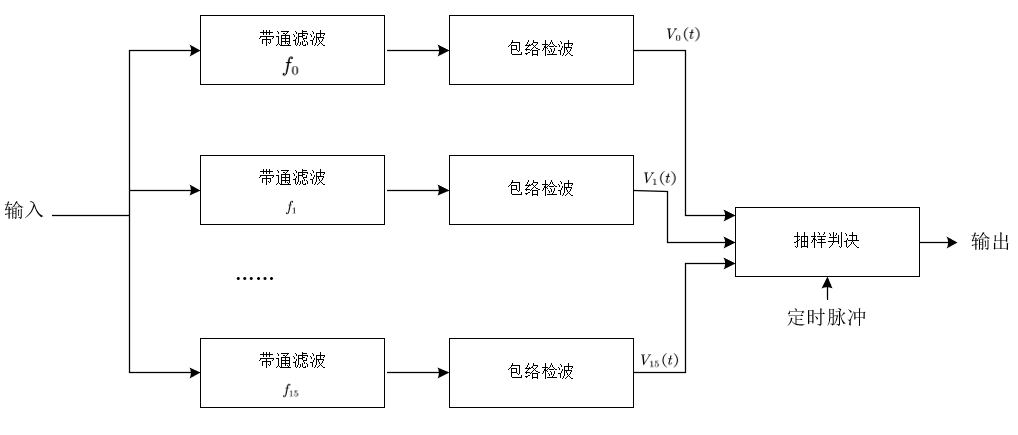 带通滤波
f₀
包络检波
V₀(t)
带通滤波
f₁
包络检波
V₁(t)
输入
抽样判决
输出
……
定时脉冲
带通滤波
f₁₅
包络检波
V₁₅(t)